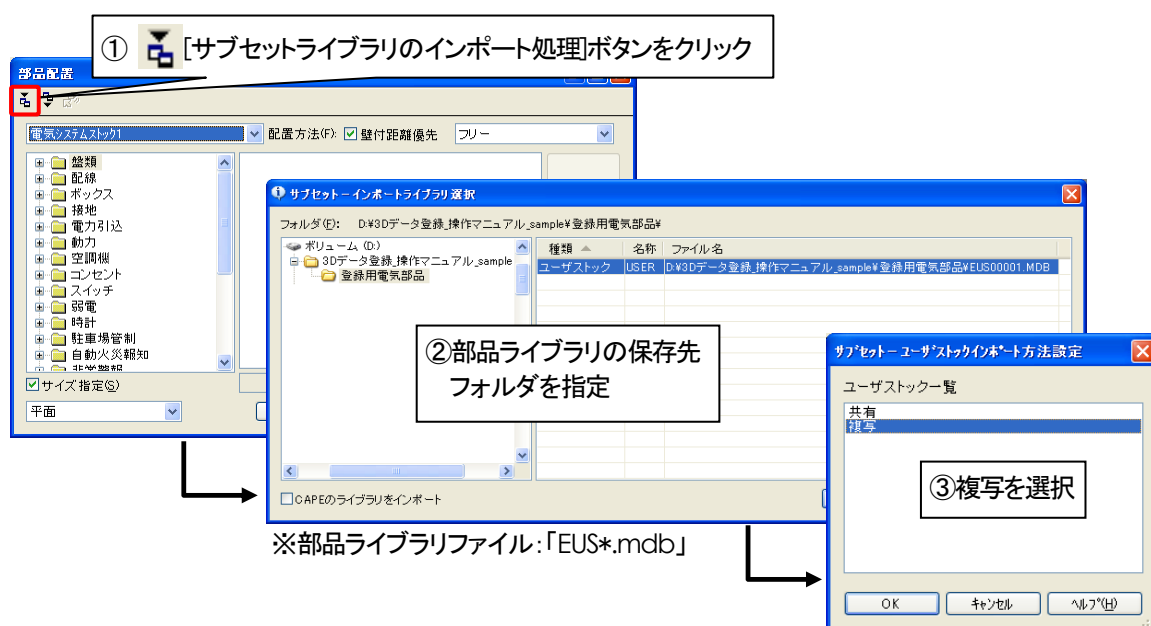 ① [サブセットライブラリのインポート処理]ボタンをクリック
部品配置
電気システムストック1
配置方法(F):
壁付距離優先
フリー
盤類
配線
ボックス
接地
電力引込
動力
空調機
コンセント
スイッチ
弱電
時計
駐車場管制
自動火災報知
サイズ指定(S)
平面
サブセット－インポートライブラリ選択
フォルダ(F): D:¥3Dデータ登録_操作マニュアル_sample¥登録用電気部品¥
ボリューム (D:)
3Dデータ登録_操作マニュアル_sample
登録用電気部品
種類 名称 ファイル名
ユーザストック USER D:¥3Dデータ登録_操作マニュアル_sample¥登録用電気部品¥EUS00001.MDB
②部品ライブラリの保存先
フォルダを指定
CAPEのライブラリをインポート
※部品ライブラリファイル：「EUS*.mdb」
サブセット－ユーザストックインポート方法設定
ユーザストック一覧
共有
複写
③複写を選択
OK
キャンセル
ヘルプ(H)